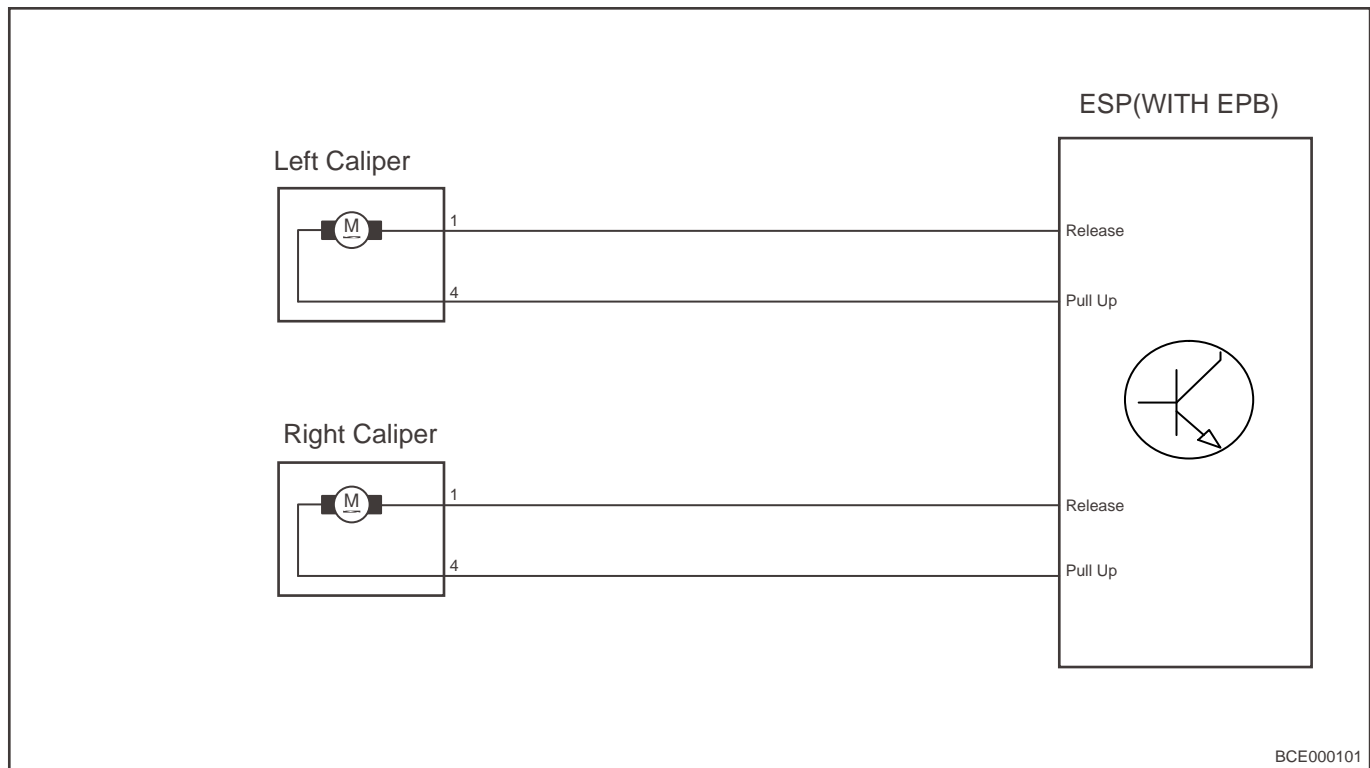 ESP(WITH EPB)
Left Caliper
M
1
Release
4
Pull Up
Right Caliper
M
1
Release
4
Pull Up
BCE000101